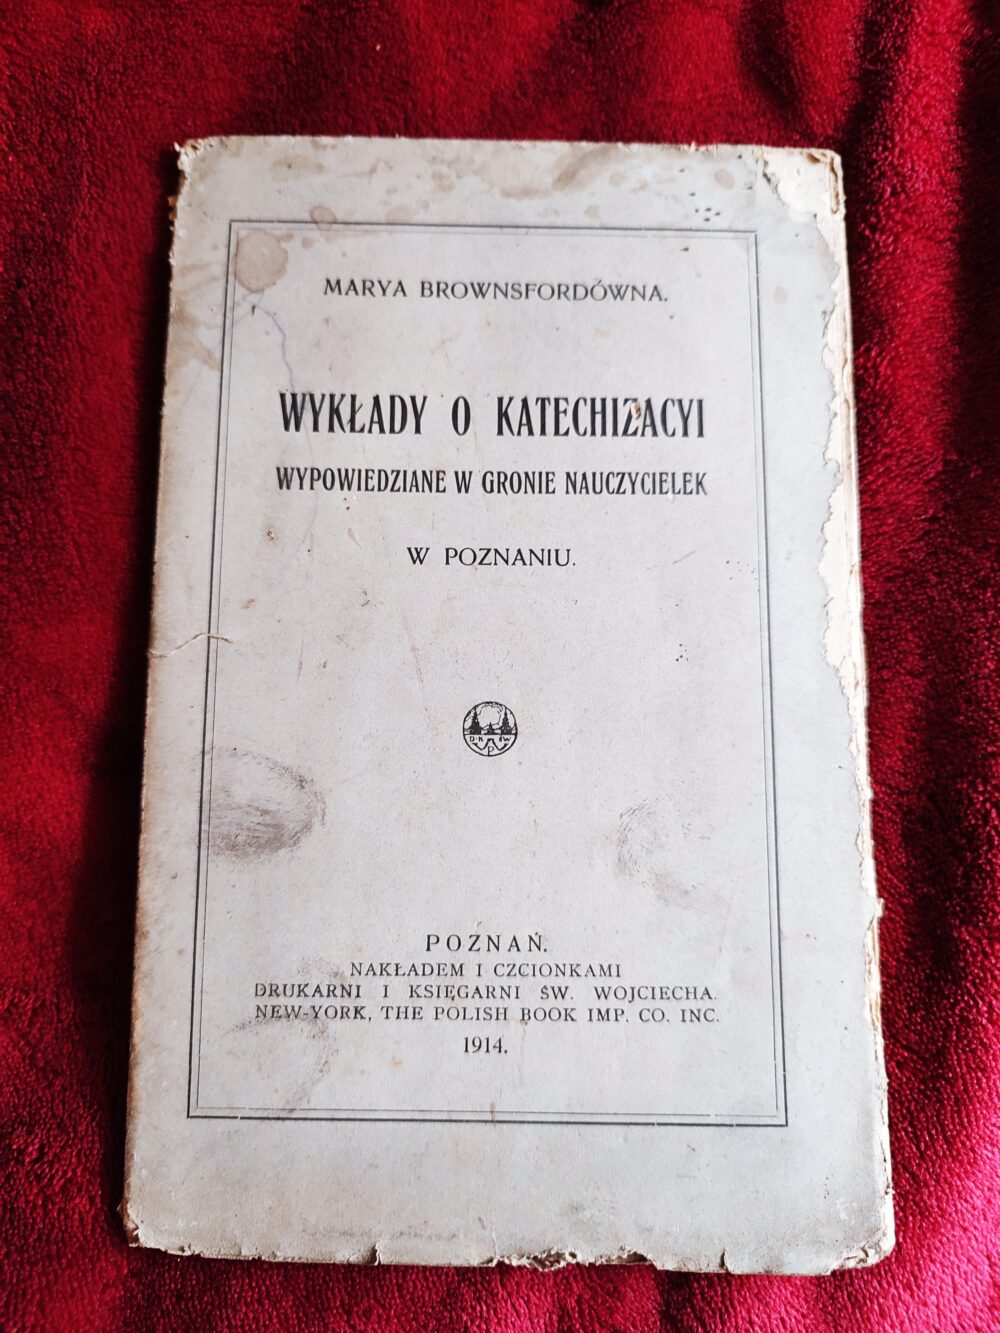 MARYA BROWNSFORDÓWNA.
WYKŁADY O KATECHIZACYI
WYPOWIEDZIANE W GRONIE NAUCZYCIELEK
W POZNANIU.
D. K. ŚW.
P
POZNAŃ.
NAKŁADEM I CZCIONKAMI
DRUKARNI I KSIĘGARNI ŚW. WOJCIECHA.
NEW-YORK, THE POLISH BOOK IMP. CO. INC.
1914.